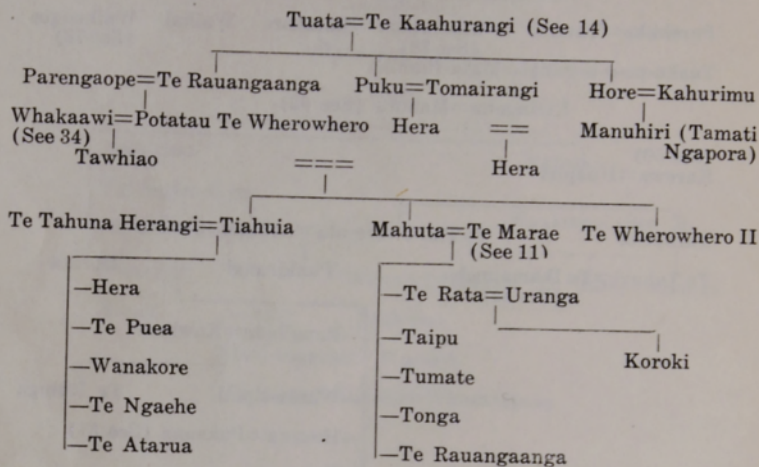 Tuata=Te Kaahurangi (See 14)
Parengaope=Te Rauangaanga Puku=Tomairangi Hore=Kahurimu
Whakaawi=Potatau Te Wherowhero Hera == Manuhiri (Tamati
(See 34) Ngapora)
Tawhiao === Hera
Te Tahuna Herangi=Tiahuia Mahuta=Te Marae Te Wherowhero II
(See 11)
—Hera —Te Rata=Uranga
—Te Puea —Taipu Koroki
—Wanakore —Tumate
—Te Ngaehe —Tonga
—Te Atarua —Te Rauangaanga